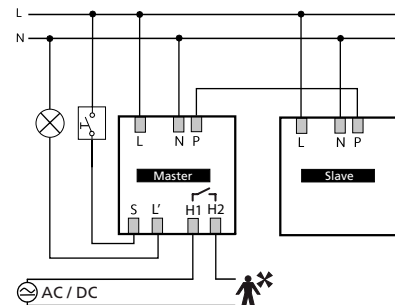 L
N
L N P L N P
Master Slave
S L' H1 H2
AC / DC